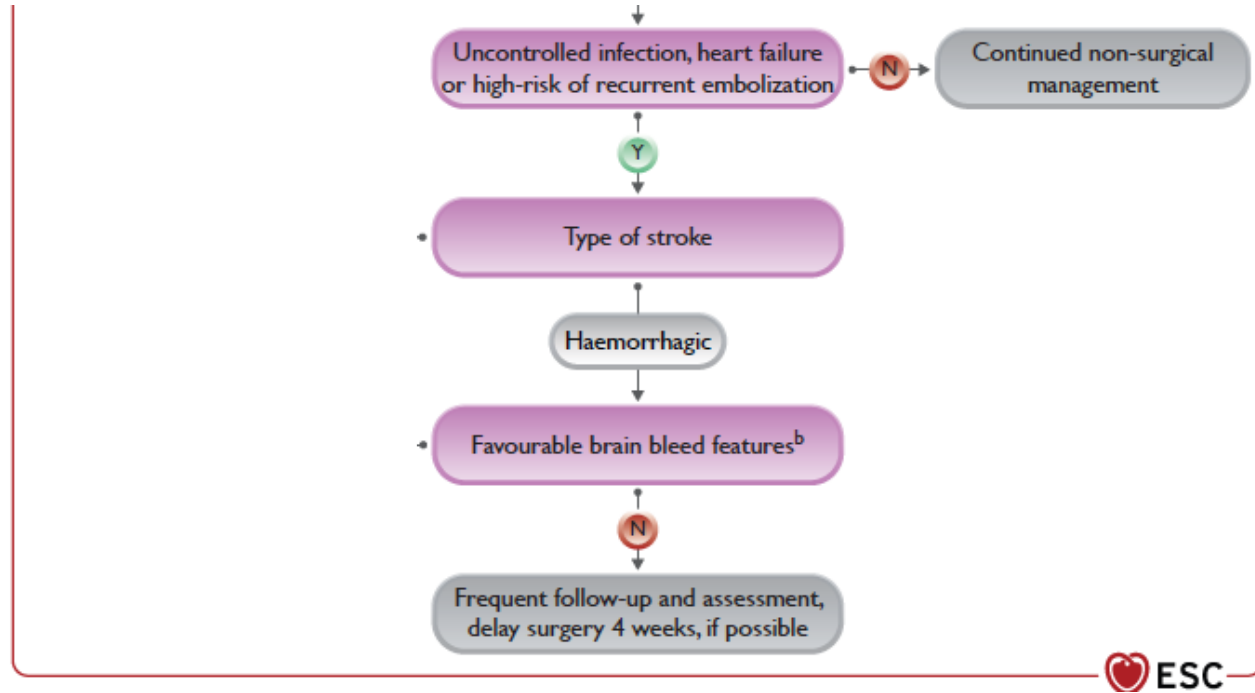 Uncontrolled infection, heart failure
or high-risk of recurrent embolization
N
Continued non-surgical
management
Y
Type of stroke
Haemorrhagic
Favourable brain bleed featuresᵇ
N
Frequent follow-up and assessment,
delay surgery 4 weeks, if possible
ESC